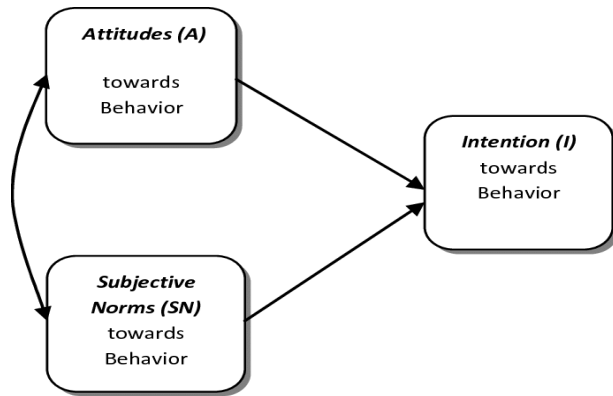 Attitudes (A)
towards
Behavior
Intention (I)
towards
Behavior
Subjective
Norms (SN)
towards
Behavior